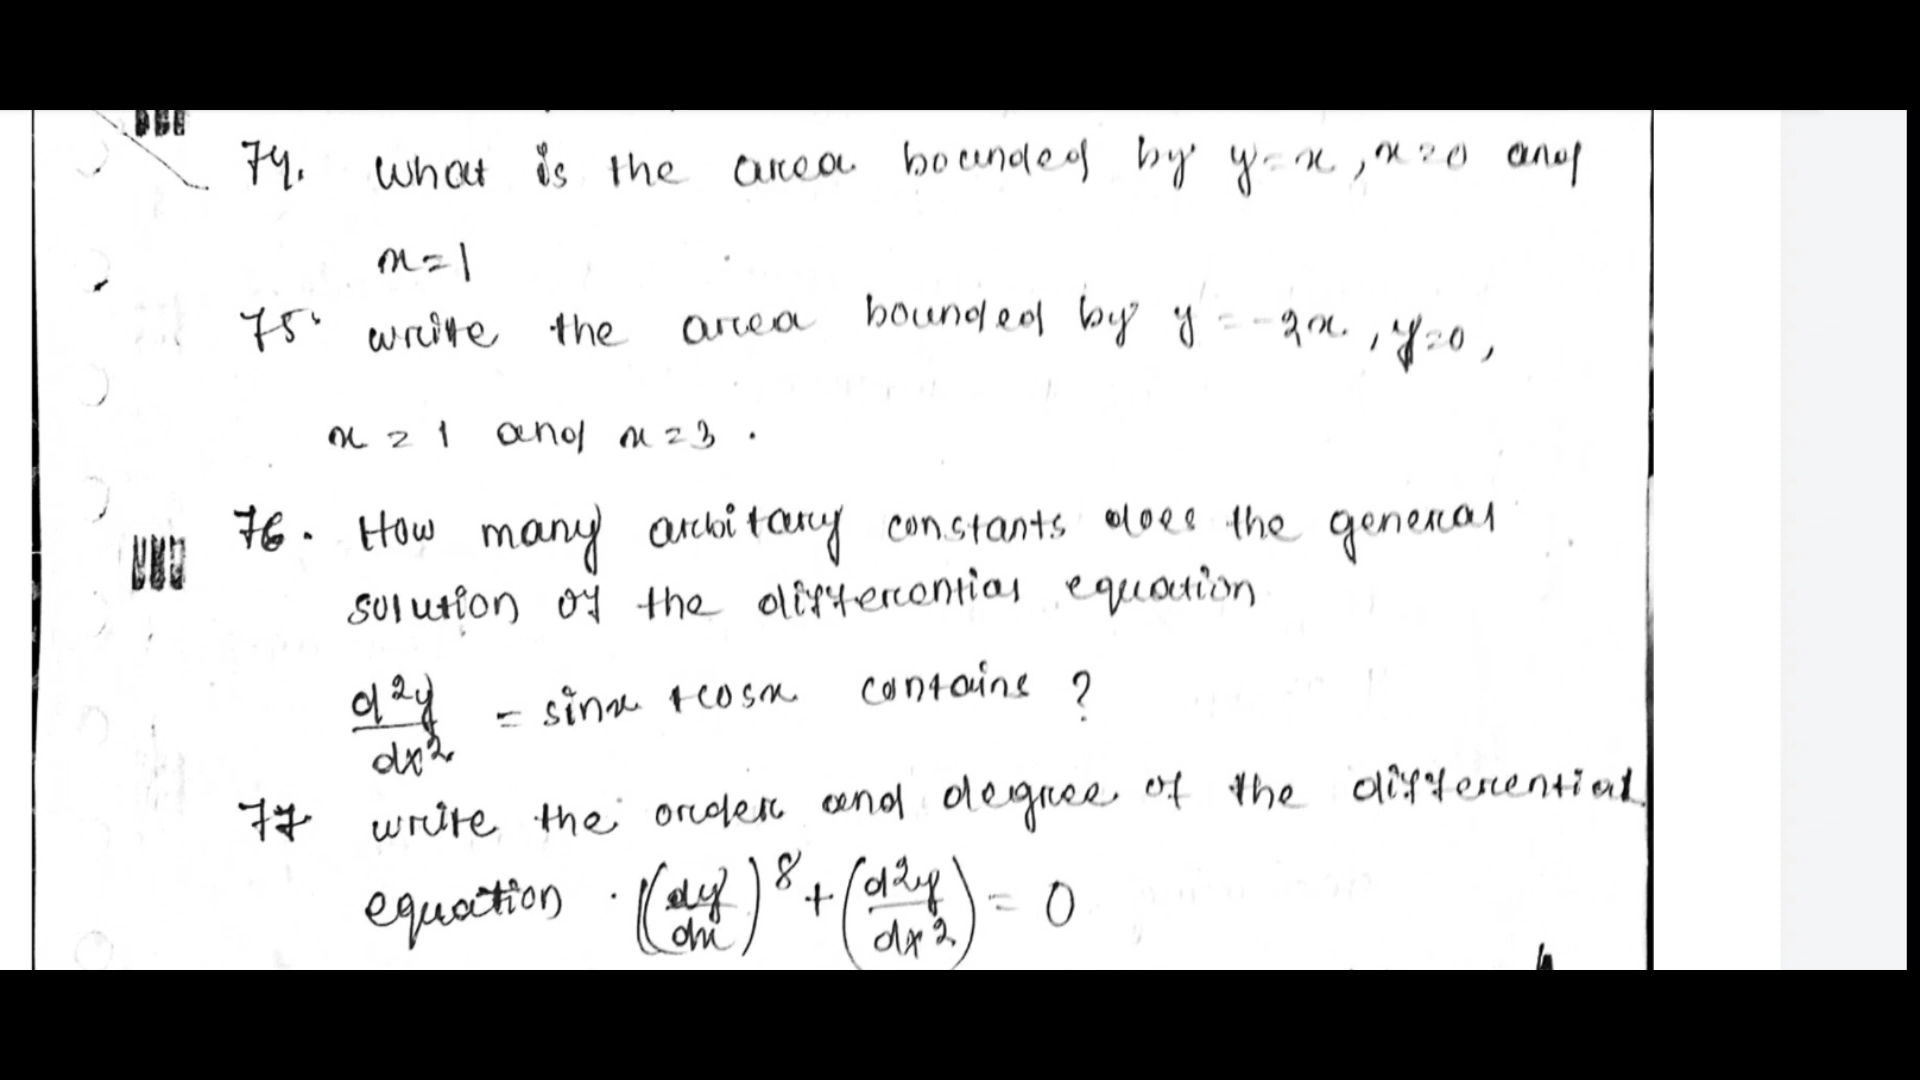 74. What is the area bounded by y=x, x=0 and
x=1
75. write the area bounded by y = -2x, y=0,
x = 1 and x=3.
76. How many arbitary constants does the general
solution of the differential equation
d²y/dx² = sinx + cosx contains ?
77 write the order and degree of the differential
equation. (dy/dx)⁸ + (d²y/dx²) = 0